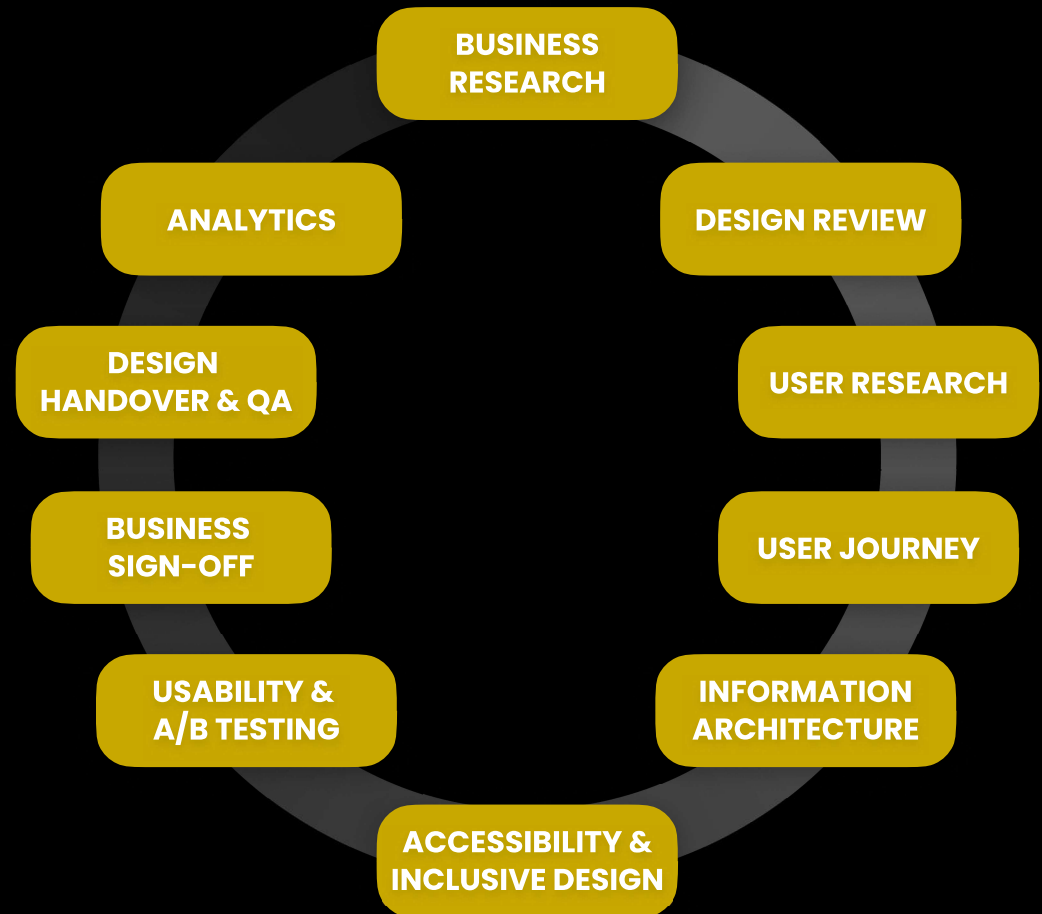 BUSINESS
RESEARCH
DESIGN REVIEW
USER RESEARCH
USER JOURNEY
INFORMATION
ARCHITECTURE
ACCESSIBILITY &
INCLUSIVE DESIGN
USABILITY &
A/B TESTING
BUSINESS
SIGN-OFF
DESIGN
HANDOVER & QA
ANALYTICS